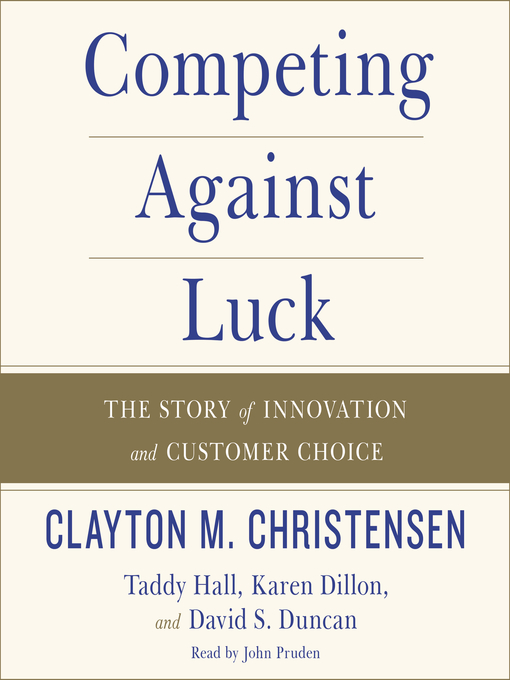 Competing
Against
Luck
THE STORY of INNOVATION
and CUSTOMER CHOICE
CLAYTON M. CHRISTENSEN
Taddy Hall, Karen Dillon,
and David S. Duncan
Read by John Pruden